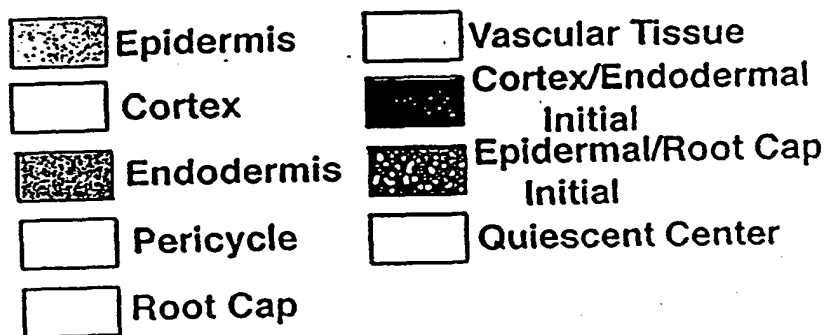 Epidermis
Cortex
Endodermis
Pericycle
Root Cap
Vascular Tissue
Cortex/Endodermal
Initial
Epidermal/Root Cap
Initial
Quiescent Center